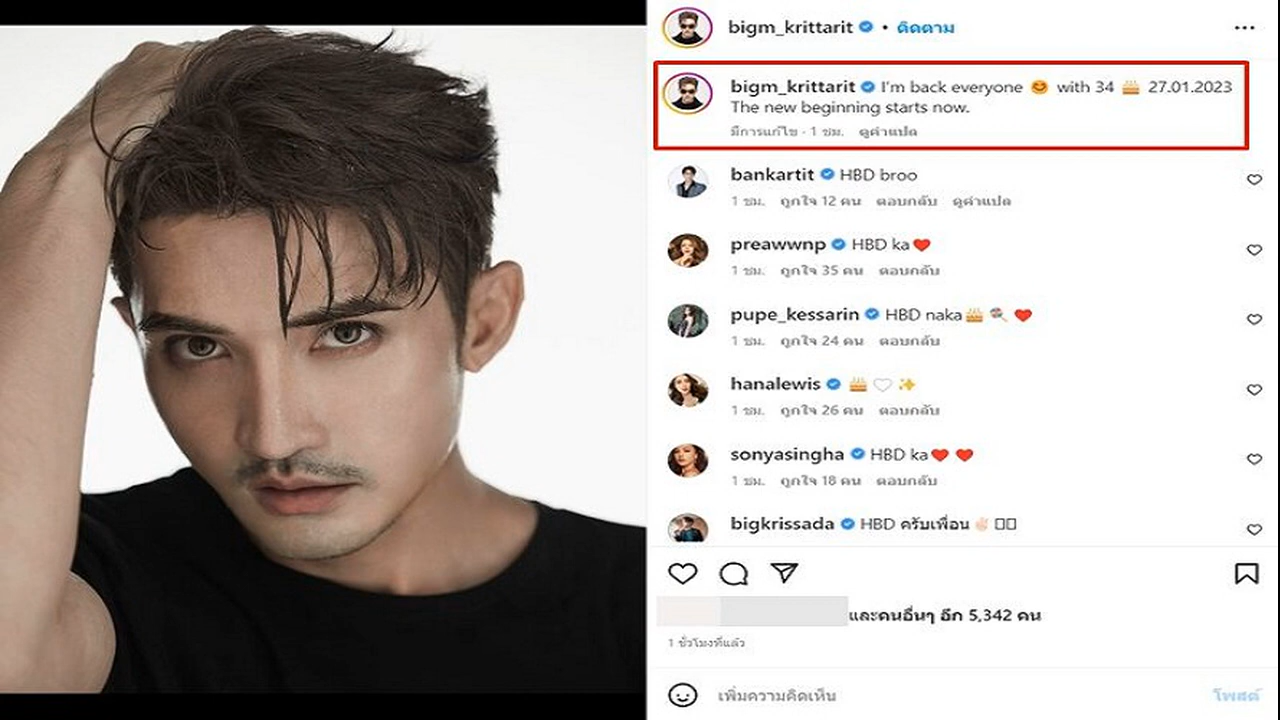 bigm_krittarit • ติดตาม
bigm_krittarit I'm back everyone 😊 with 34 🎂 27.01.2023
The new beginning starts now.
มีการแก้ไข · 1 ชม. ดูคำแปล
bankartit HBD broo
1 ชม. ถูกใจ 12 คน ตอบกลับ ดูคำแปล
preawwnp HBD ka❤️
1 ชม. ถูกใจ 35 คน ตอบกลับ
pupe_kessarin HBD naka🎂🍭❤️
1 ชม. ถูกใจ 24 คน ตอบกลับ
hanalewis 🎂🤍✨
1 ชม. ถูกใจ 26 คน ตอบกลับ
sonyasingha HBD ka❤️❤️
1 ชม. ถูกใจ 18 คน ตอบกลับ
bigkrissada HBD ครับเพื่อน✌🏻
และคนอื่นๆ อีก 5,342 คน
1 ชั่วโมงที่แล้ว
เพิ่มความคิดเห็น โพสต์